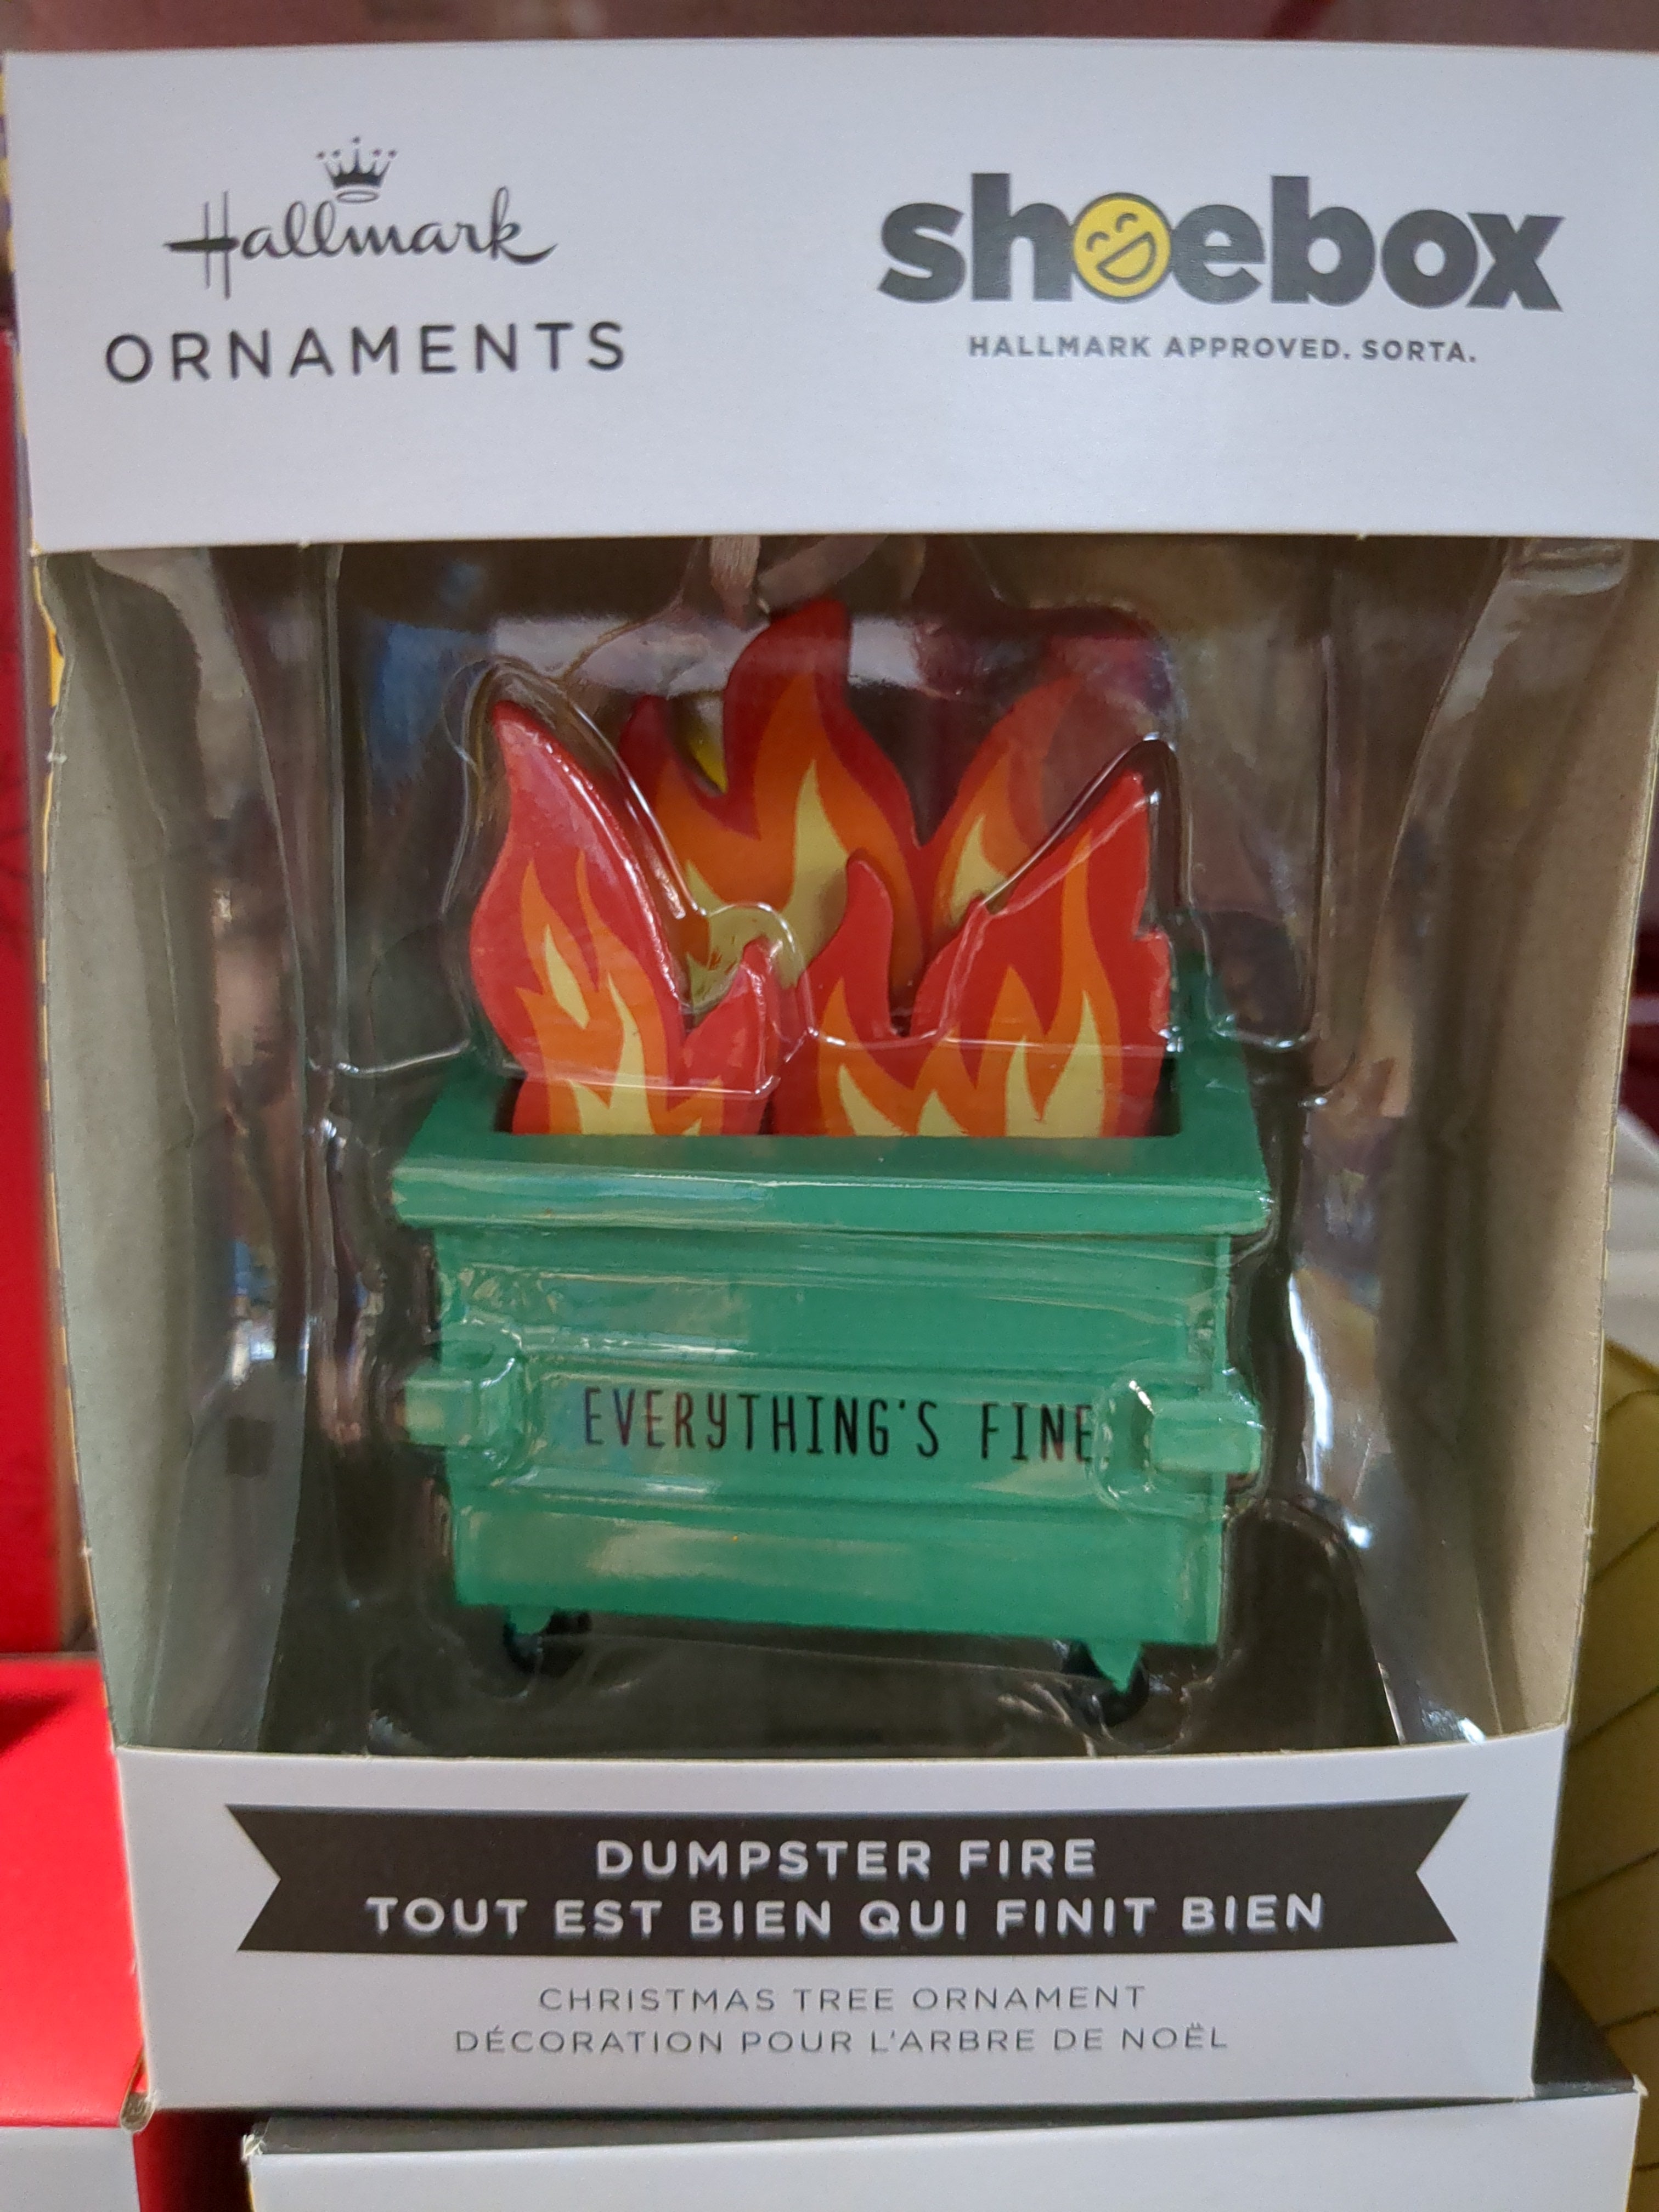 Hallmark
ORNAMENTS
shoebox
HALLMARK APPROVED. SORTA.
EVERYTHING'S FINE
DUMPSTER FIRE
TOUT EST BIEN QUI FINIT BIEN
CHRISTMAS TREE ORNAMENT
DÉCORATION POUR L'ARBRE DE NOËL